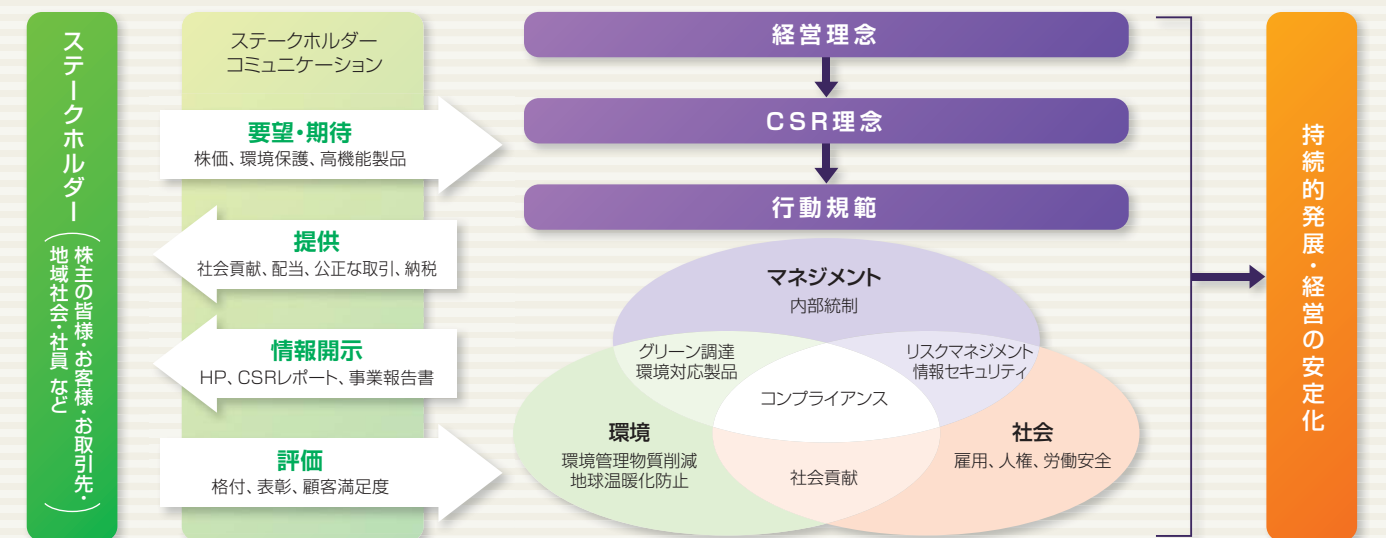 ステークホルダー
(株主の皆様・お客様・お取引先・
地域社会・社員 など)
ステークホルダー
コミュニケーション
要望・期待
株価、環境保護、高機能製品
提供
社会貢献、配当、公正な取引、納税
情報開示
HP、CSRレポート、事業報告書
評価
格付、表彰、顧客満足度
経営理念
CSR理念
行動規範
マネジメント
内部統制
グリーン調達
環境対応製品
リスクマネジメント
情報セキュリティ
コンプライアンス
環境
環境管理物質削減
地球温暖化防止
社会貢献
社会
雇用、人権、労働安全
持続的発展・経営の安定化